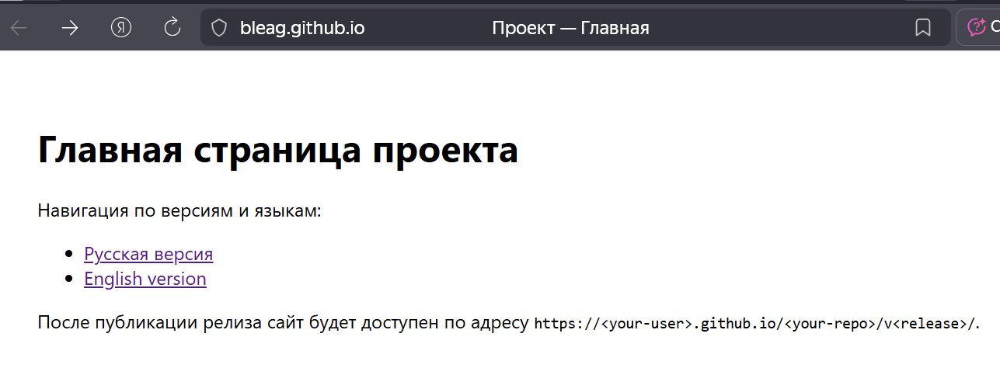 Я bleag.github.io Проект — Главная
Главная страница проекта
Навигация по версиям и языкам:
Русская версия
English version
После публикации релиза сайт будет доступен по адресу https://<your-user>.github.io/<your-repo>/v<release>/.